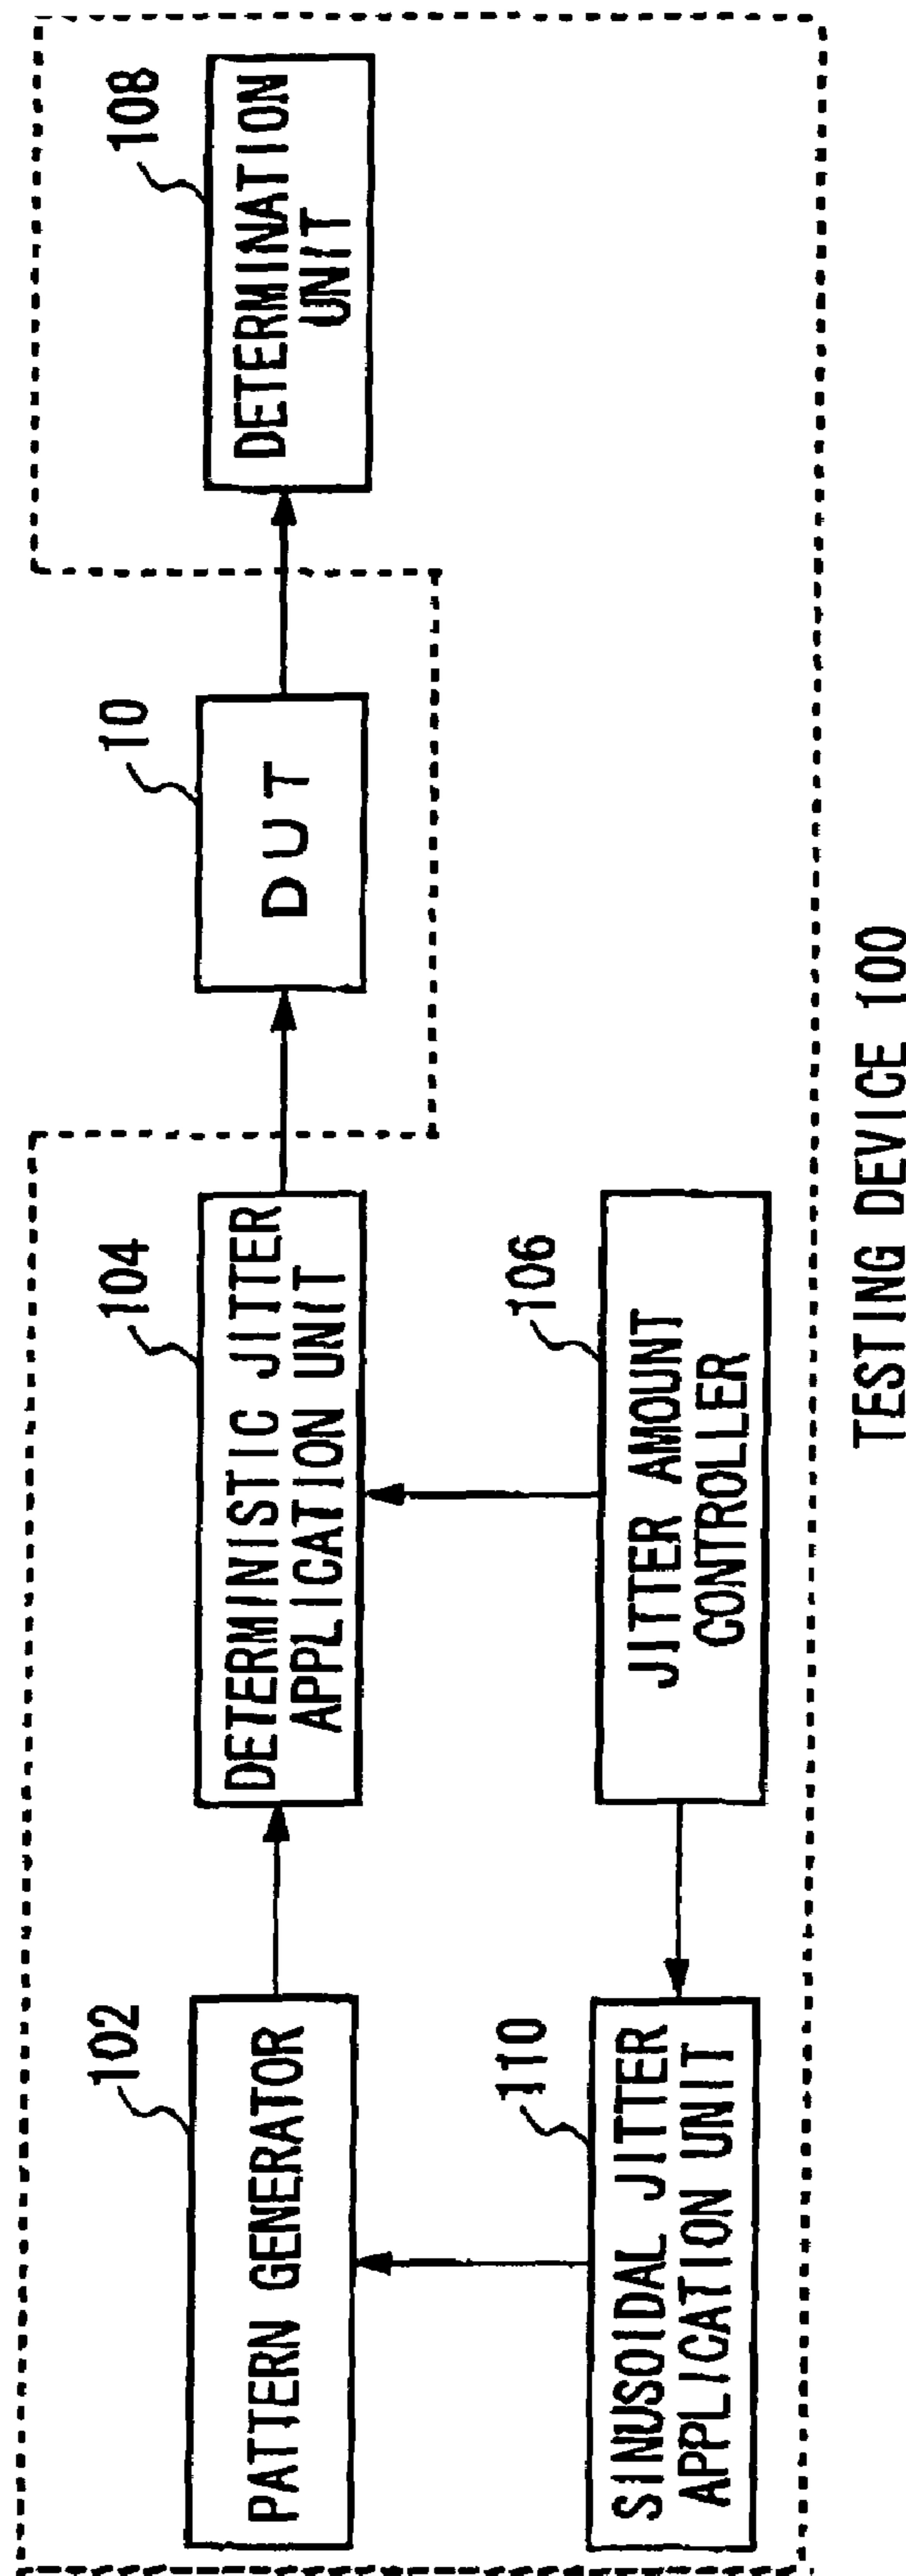 102
PATTERN GENERATOR
104
DETERMINISTIC JITTER
APPLICATION UNIT
10
DUT
108
DETERMINATION
UNIT
110
SINUSOIDAL JITTER
APPLICATION UNIT
106
JITTER AMOUNT
CONTROLLER
TESTING DEVICE 100